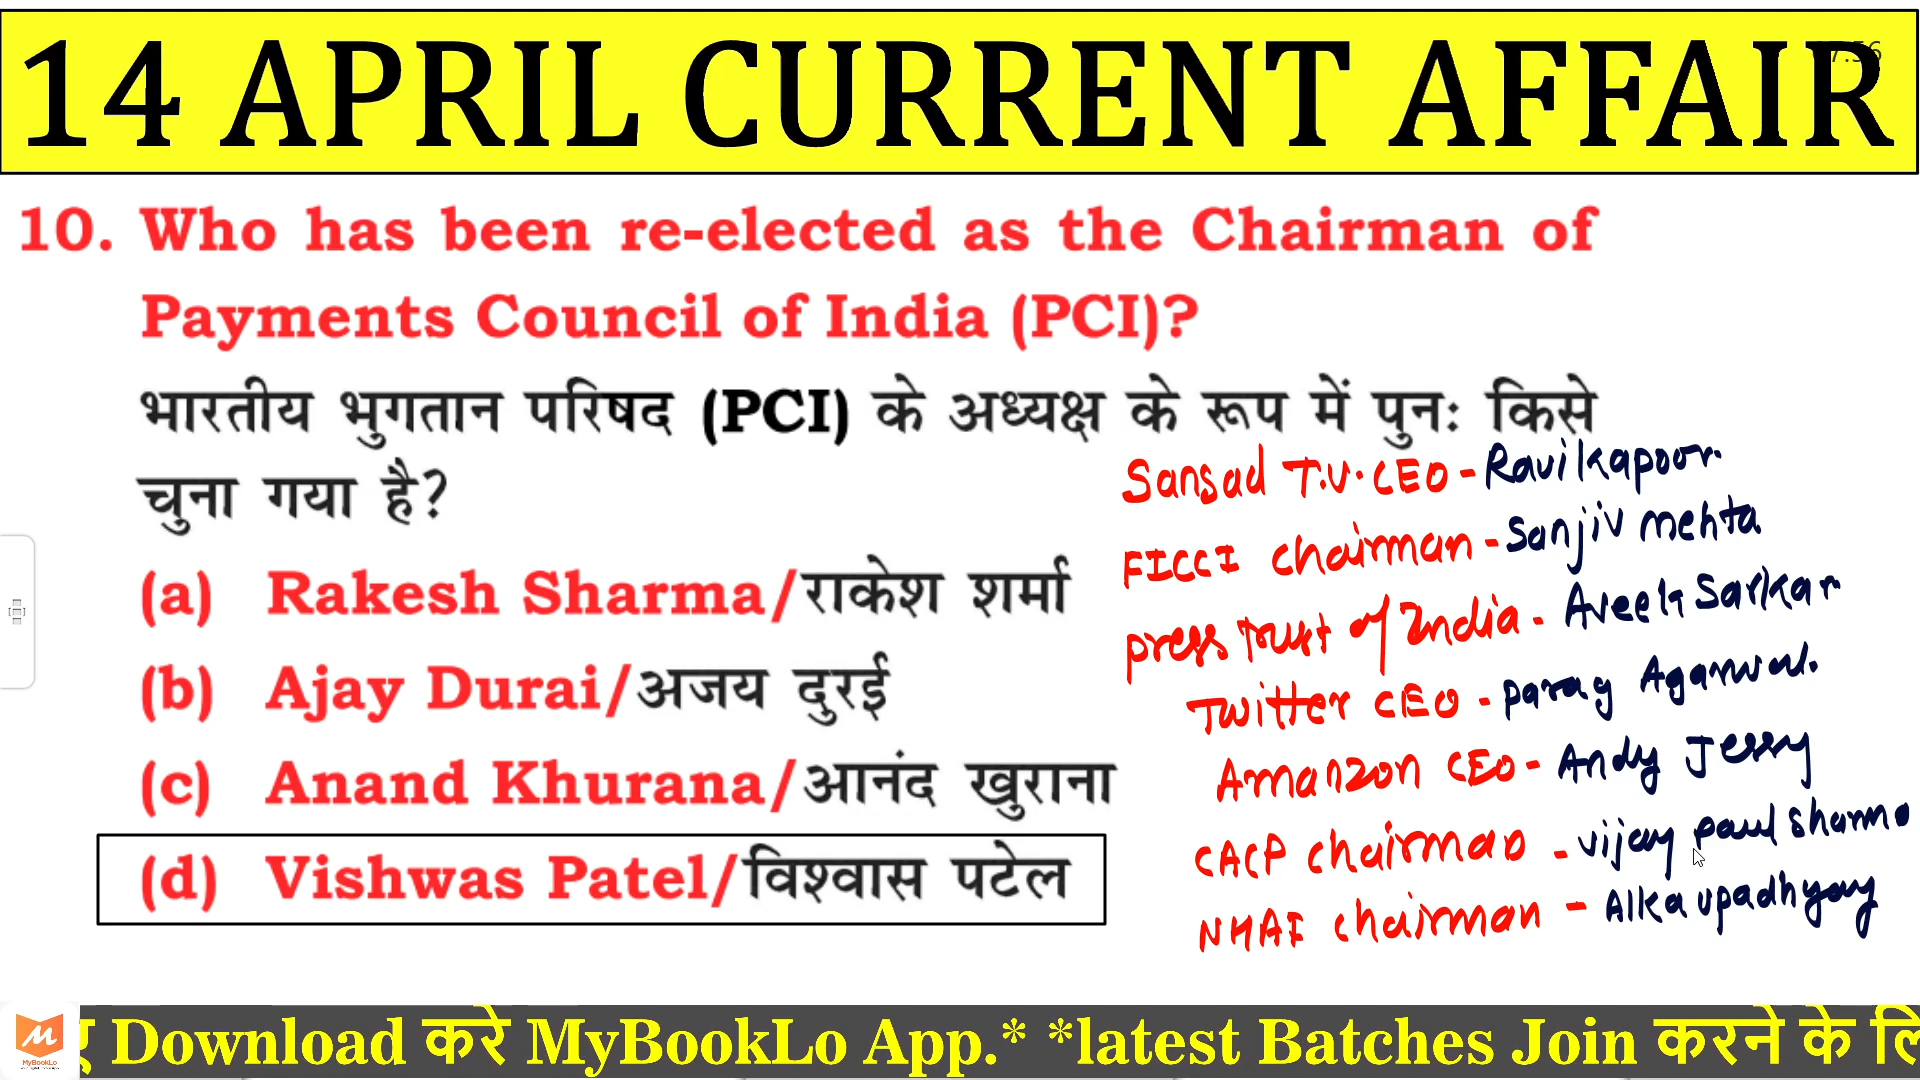 14 APRIL CURRENT AFFAIR
10. Who has been re-elected as the Chairman of
Payments Council of India (PCI)?
भारतीय भुगतान परिषद (PCI) के अध्यक्ष के रूप में पुनः किसे
चुना गया है?
(a) Rakesh Sharma/राकेश शर्मा
(b) Ajay Durai/अजय दुरई
(c) Anand Khurana/आनंद खुराना
(d) Vishwas Patel/विश्वास पटेल
Sansad T.V. CEO - Ravi Kapoor.
FICCI Chairman - Sanjiv mehta
press trust of India - Aveek Sarkar
Twitter CEO - parag Agarwal.
Amanzon CEO - Andy Jessy
CACP chairman - vijay paul sharma
NHAI chairman - Alka upadhyay
Download करे MyBookLo App.* *latest Batches Join करने के लि
MyBookLo